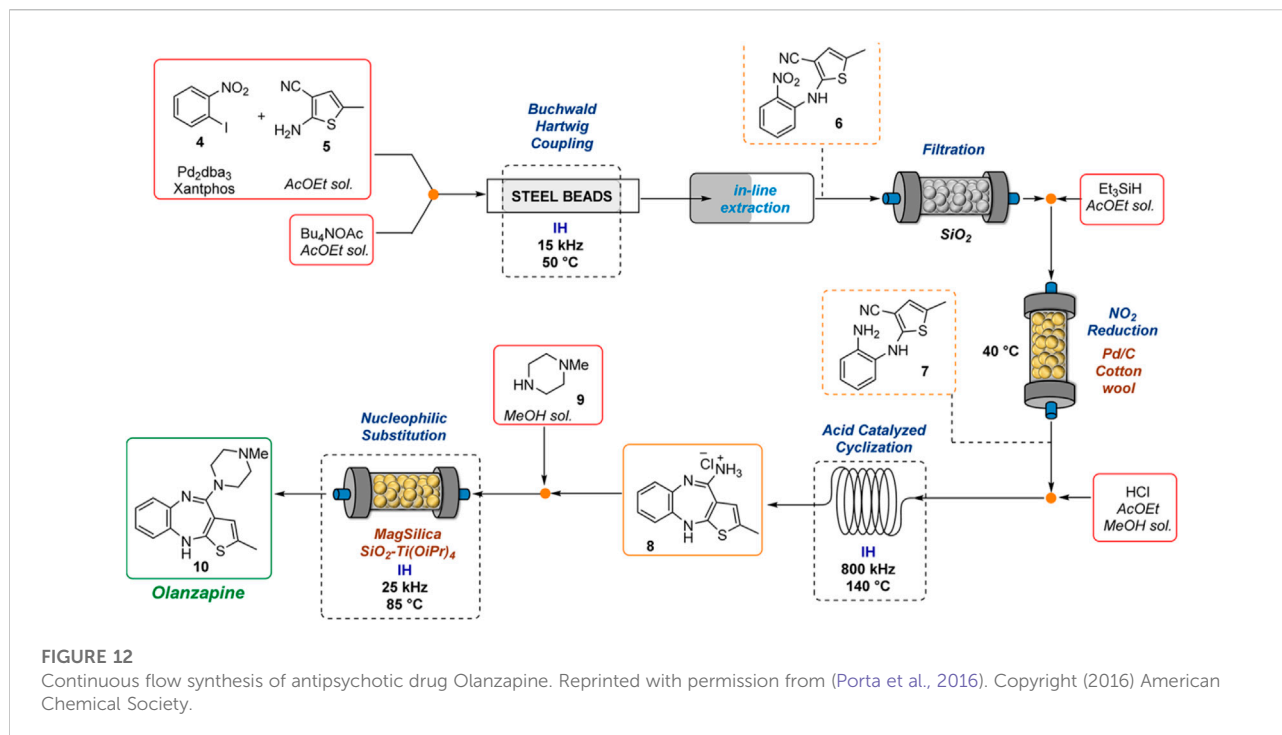 NO₂
I
4
+
CN
H₂N
S
5
Pd₂dba₃
Xantphos
AcOEt sol.
Bu₄NOAc
AcOEt sol.
Buchwald
Hartwig
Coupling
STEEL BEADS
IH
15 kHz
50 °C
in-line
extraction
CN
NO₂
S
NH
6
Filtration
SiO₂
Et₃SiH
AcOEt sol.
NO₂
Reduction
Pd/C
Cotton
wool
40 °C
CN
NH₂
S
NH
7
HCl
AcOEt
MeOH sol.
Acid Catalyzed
Cyclization
IH
800 kHz
140 °C
Cl⁻ NH₃⁺
N
N
H
S
8
NMe
HN
9
MeOH sol.
Nucleophilic
Substitution
MagSilica
SiO₂-Ti(OiPr)₄
IH
25 kHz
85 °C
NMe
N
N
N
H
S
10
Olanzapine
FIGURE 12
Continuous flow synthesis of antipsychotic drug Olanzapine. Reprinted with permission from (Porta et al., 2016). Copyright (2016) American
Chemical Society.